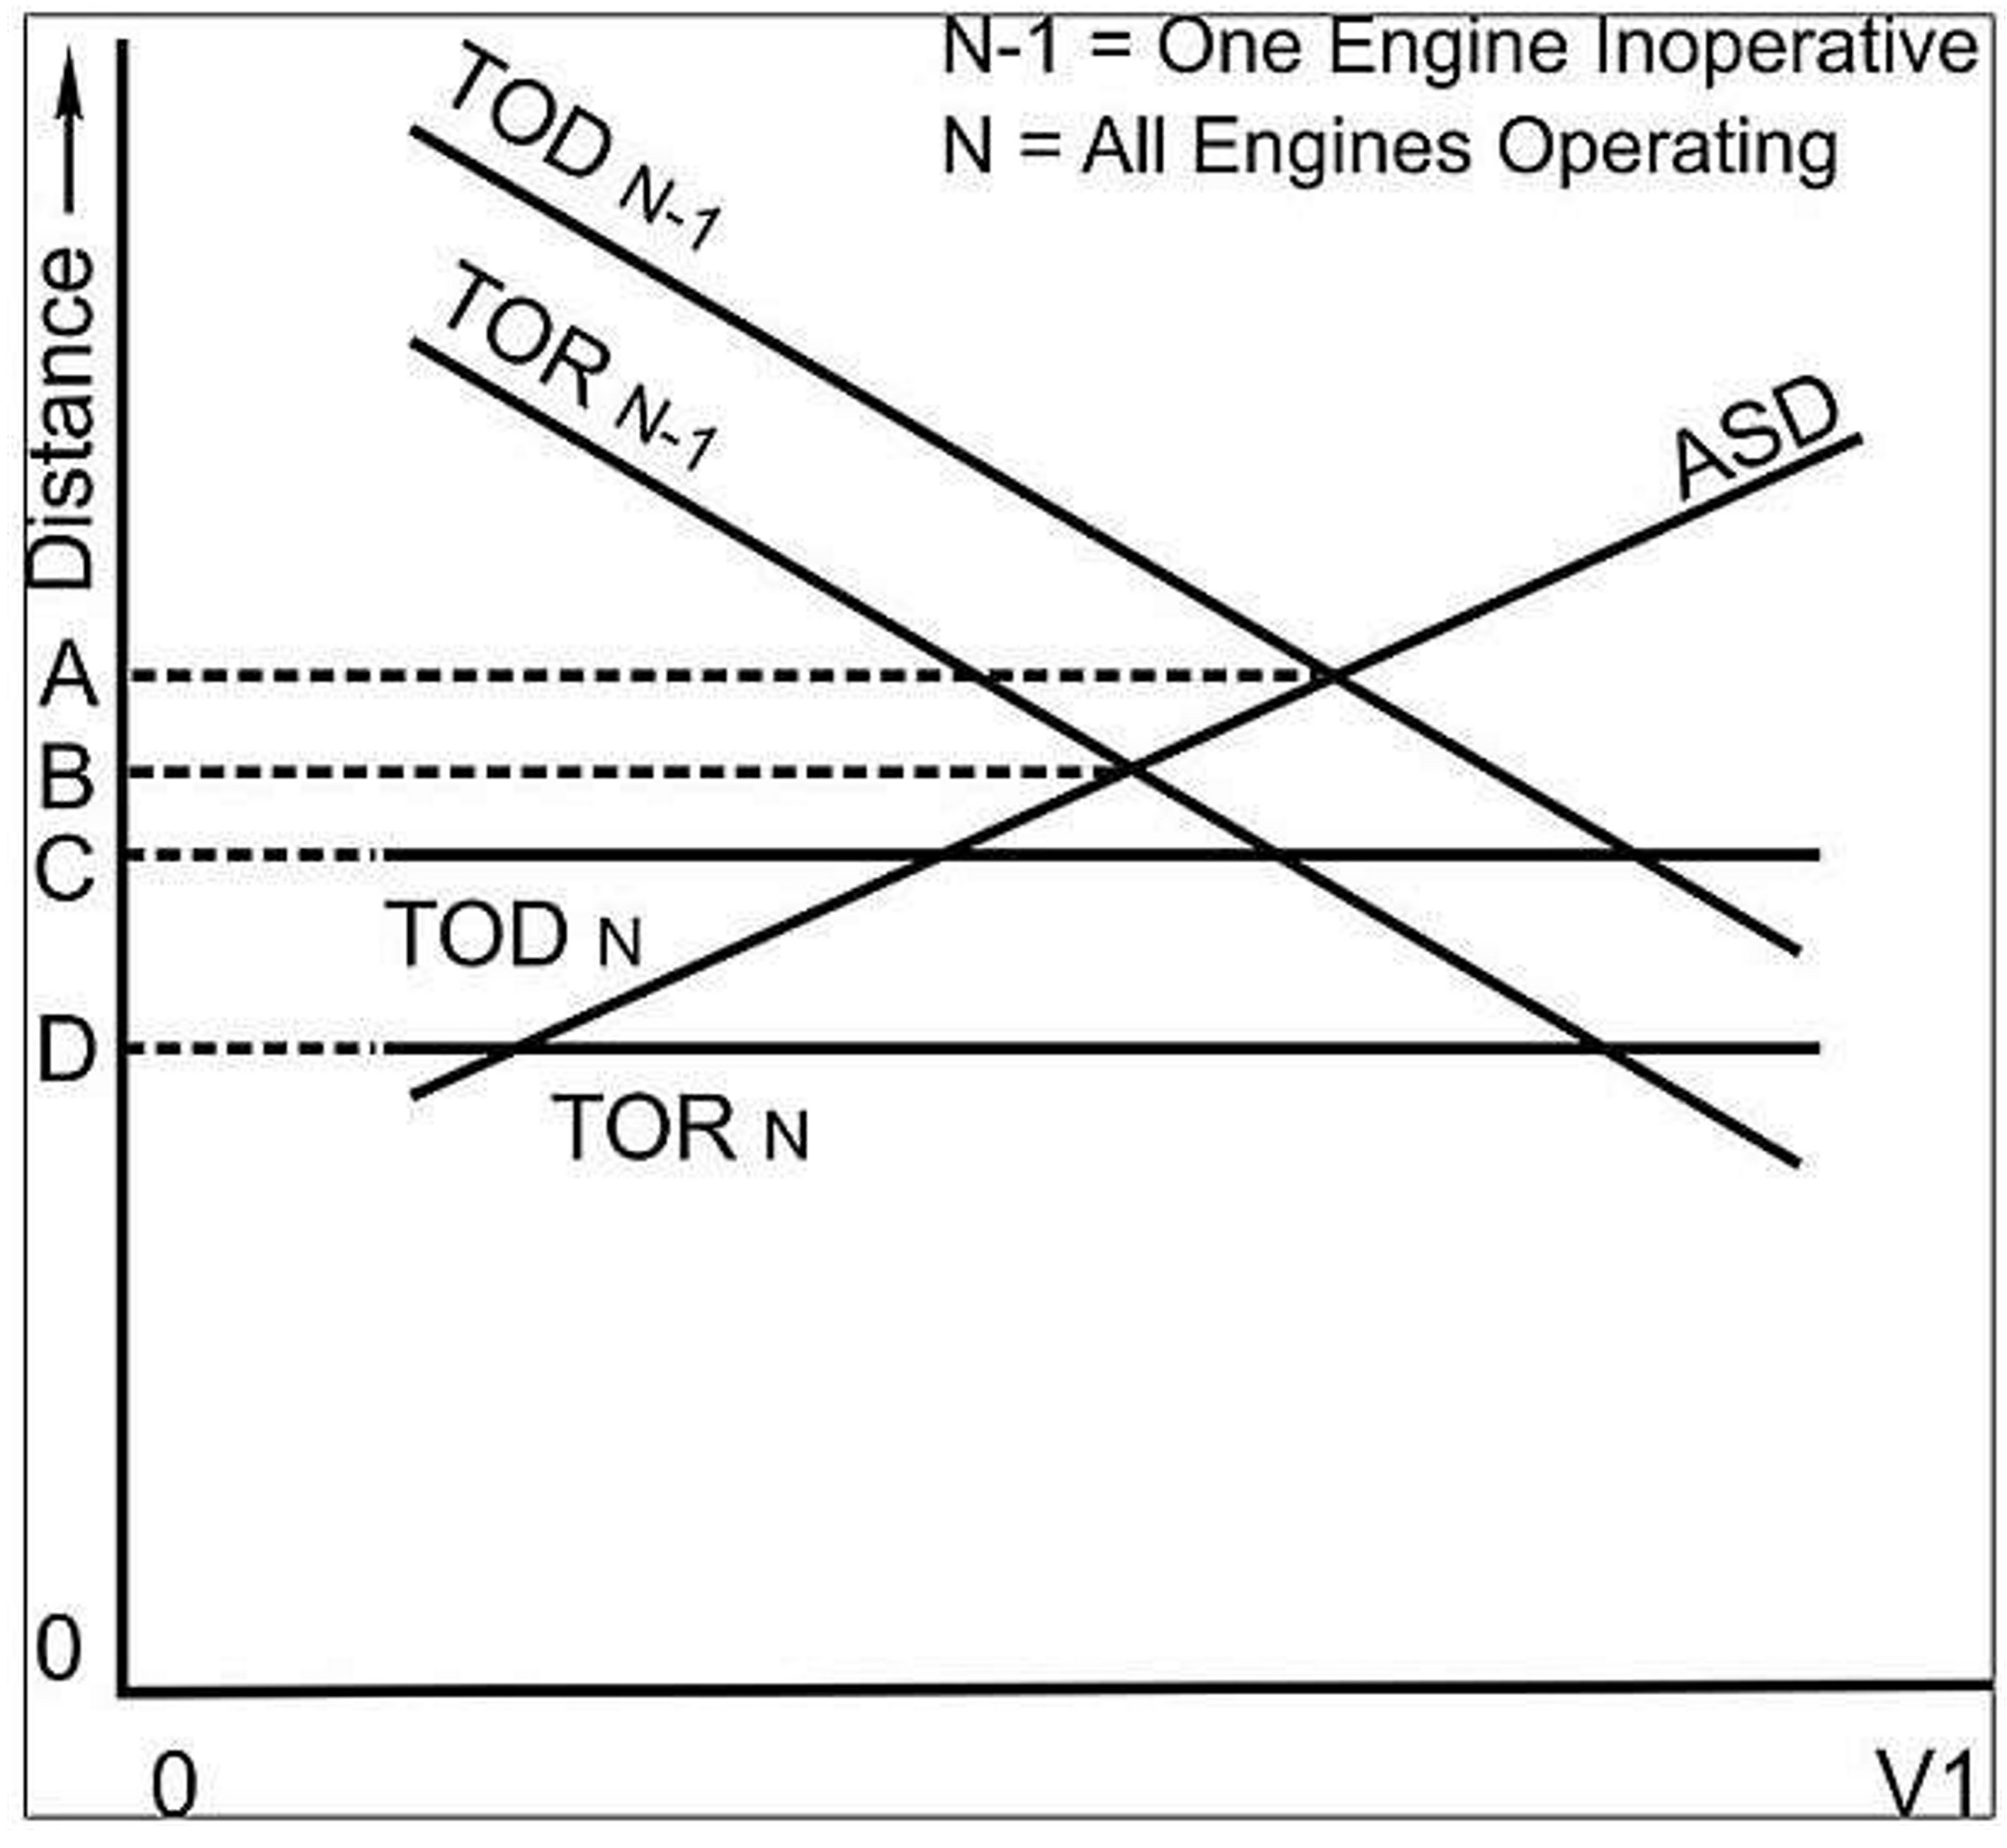 N-1 = One Engine Inoperative
N = All Engines Operating
TOD N-1
TOR N-1
ASD
Distance
A
B
C
TOD N
D
TOR N
0
0
V1